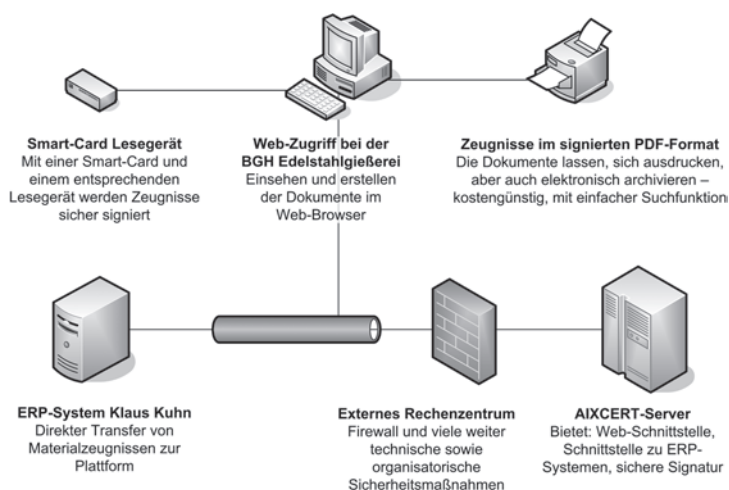 Smart-Card Lesegerät
Mit einer Smart-Card und
einem entsprechenden
Lesegerät werden Zeugnisse
sicher signiert
Web-Zugriff bei der
BGH Edelstahlgießerei
Einsehen und erstellen
der Dokumente im
Web-Browser
Zeugnisse im signierten PDF-Format
Die Dokumente lassen, sich ausdrucken,
aber auch elektronisch archivieren –
kostengünstig, mit einfacher Suchfunktion
ERP-System Klaus Kuhn
Direkter Transfer von
Materialzeugnissen zur
Plattform
Externes Rechenzentrum
Firewall und viele weiter
technische sowie
organisatorische
Sicherheitsmaßnahmen
AIXCERT-Server
Bietet: Web-Schnittstelle,
Schnittstelle zu ERP-
Systemen, sichere Signatur